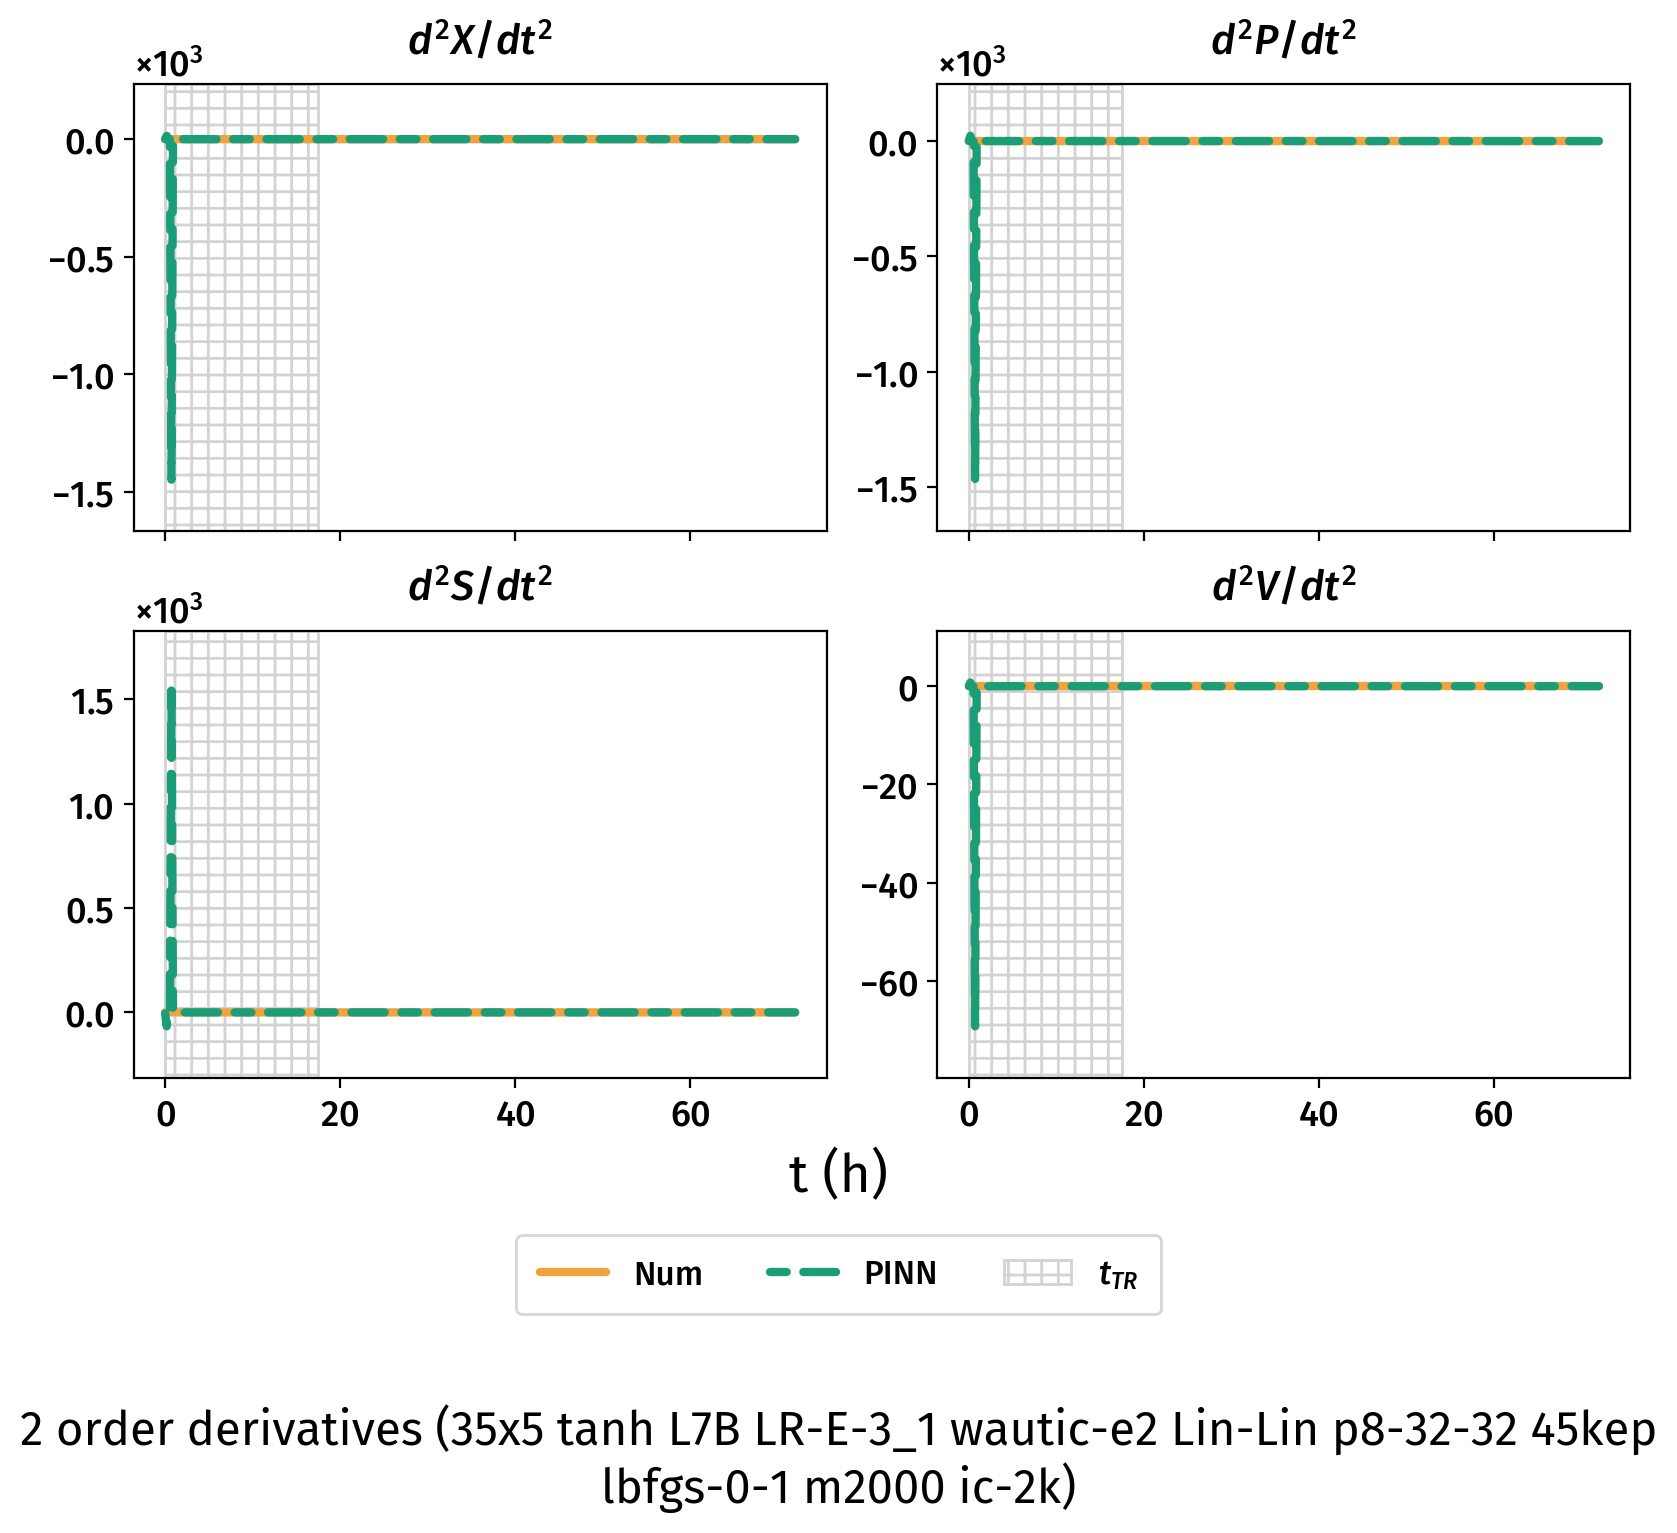 d²X/dt²
×10³
0.0
−0.5
−1.0
−1.5
d²P/dt²
×10³
0.0
−0.5
−1.0
−1.5
d²S/dt²
×10³
1.5
1.0
0.5
0.0
0 20 40 60
d²V/dt²
0
−20
−40
−60
0 20 40 60
t (h)
Num PINN t_TR
2 order derivatives (35x5 tanh L7B LR-E-3_1 wautic-e2 Lin-Lin p8-32-32 45kep
lbfgs-0-1 m2000 ic-2k)